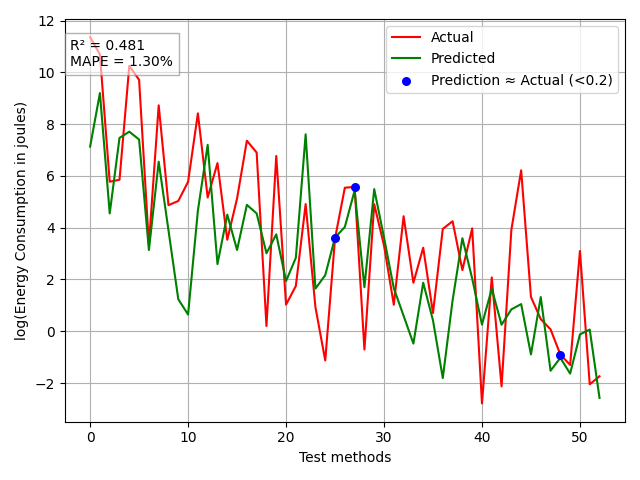 R² = 0.481
MAPE = 1.30%
Actual
Predicted
Prediction ≈ Actual (<0.2)
log(Energy Consumption in joules)
12
10
8
6
4
2
0
−2
0
10
20
30
40
50
Test methods